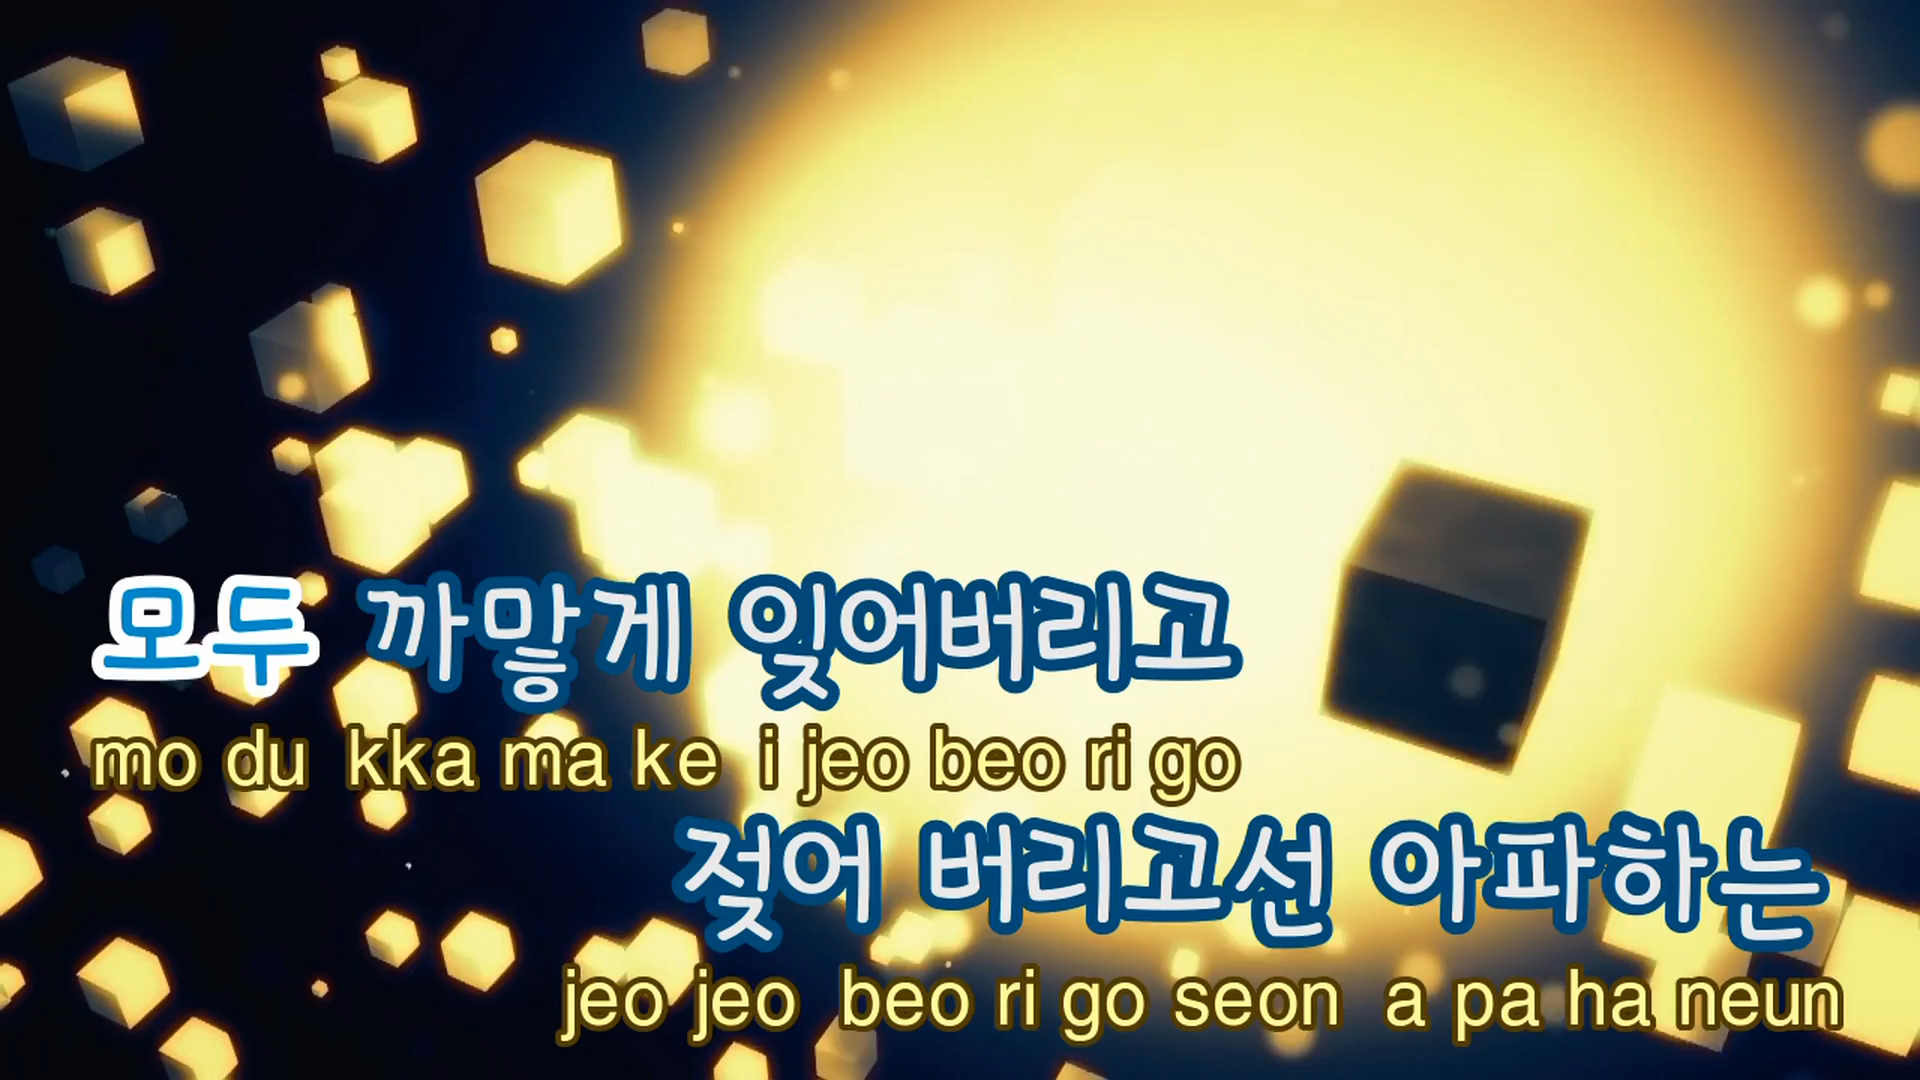 모두 까맣게 잊어버리고
mo du kka ma ke i jeo beo ri go
젖어 버리고선 아파하는
jeo jeo beo ri go seon a pa ha neun